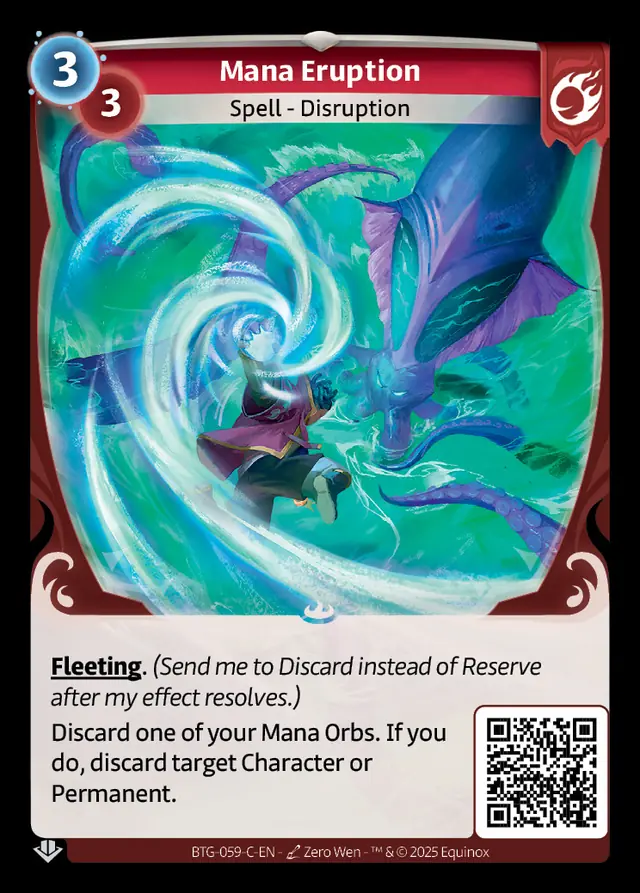 3
3
Mana Eruption
Spell - Disruption
Fleeting. (Send me to Discard instead of Reserve
after my effect resolves.)
Discard one of your Mana Orbs. If you
do, discard target Character or
Permanent.
BTG-059-C-EN - Zero Wen - ™ & © 2025 Equinox